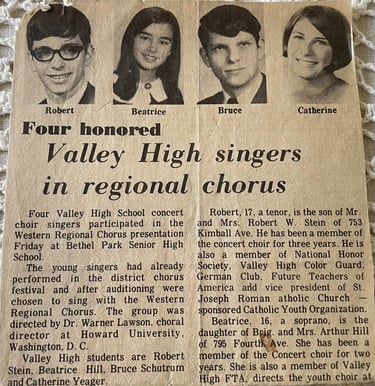 Robert
Beatrice
Bruce
Catherine
Four honored
Valley High singers
in regional chorus
Four Valley High School concert
choir singers participated in the
Western Regional Chorus presentation
Friday at Bethel Park Senior High
School.
The young singers had already
performed in the district chorus
festival and after auditioning were
chosen to sing with the Western
Regional Chorus. The group was
directed by Dr. Warner Lawson, choral
director at Howard University,
Washington, D. C.
Valley High students are Robert
Stein, Beatrice Hill, Bruce Schutrum
and Catherine Yeager.
Robert, 17, a tenor, is the son of Mr.
and Mrs. Robert W. Stein of 753
Kimball Ave. He has been a member of
the concert choir for three years. He is
also a member of National Honor
Society, Valley High Color Guard,
German Club, Future Teachers of
America and vice president of St.
Joseph Roman atholic Church —
sponsored Catholic Youth Organization.
Beatrice, 16, a soprano, is the
daughter of Brig. and Mrs. Arthur Hill
of 795 Fourth Ave. She has been a
member of the Concert choir for two
years. She is also a member of Valley
High FTA, directs the youth choir at